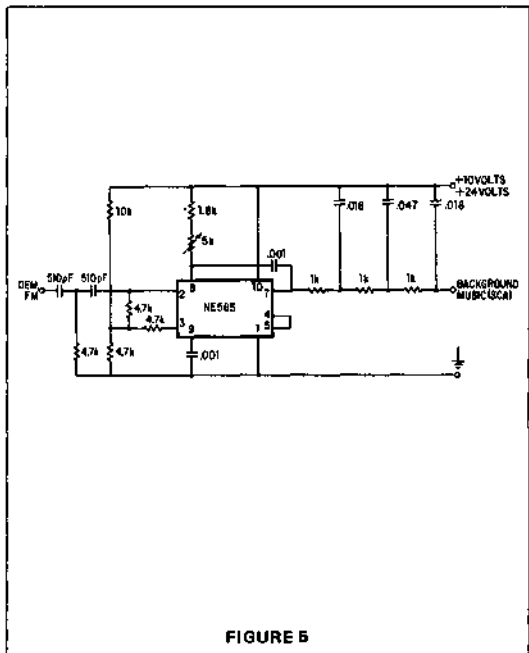 +10VOLTS
+24VOLTS
10k
1.8k
.018
.047
.018
5k
.001
DEM.
FM
510pF
510pF
8
10
7
1k
1k
1k
BACKGROUND
MUSIC(SCA)
2
NE565
4.7k
4
3
4.7k
5
9
1
4.7k
4.7k
.001
FIGURE 5